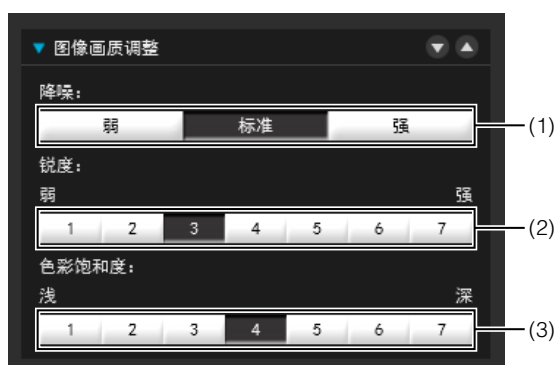 图像画质调整
降噪:
弱 标准 强 (1)
锐度:
弱 强
1 2 3 4 5 6 7 (2)
色彩饱和度:
浅 深
1 2 3 4 5 6 7 (3)